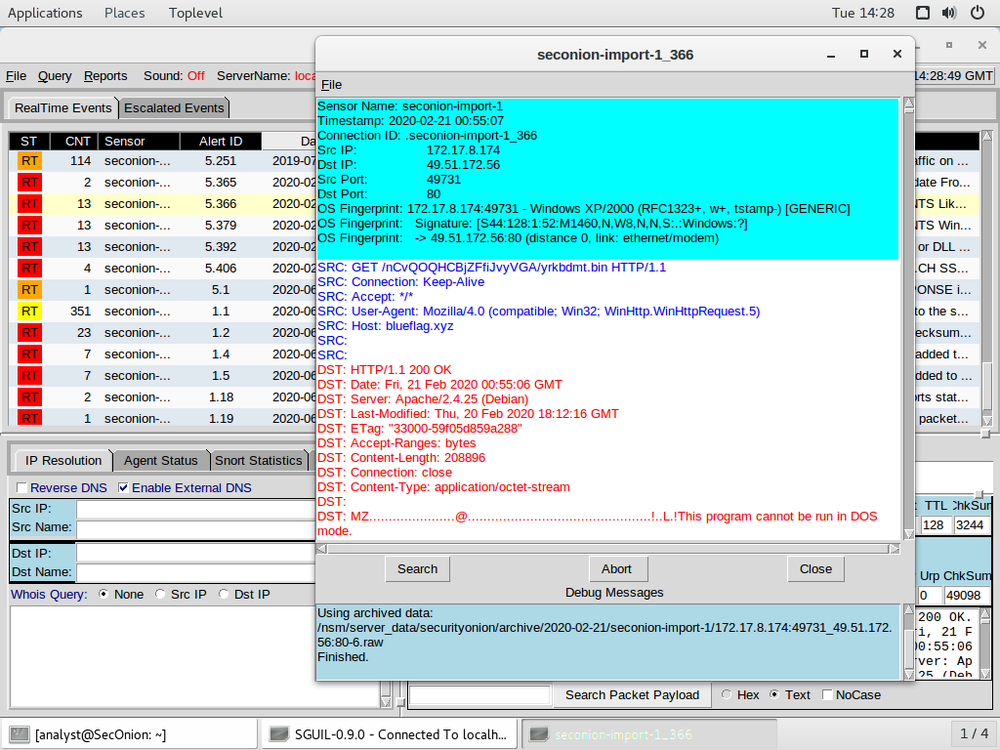 Applications Places Toplevel Tue 14:28
seconion-import-1_366
File Query Reports Sound: Off ServerName: loca 14:28:49 GMT
File
RealTime Events Escalated Events
ST CNT Sensor Alert ID Da
RT 114 seconion-... 5.251 2019-07 affic on ...
RT 2 seconion-... 5.365 2020-02 date Fro...
RT 13 seconion-... 5.366 2020-02 NTS Lik...
RT 13 seconion-... 5.379 2020-02 NTS Win...
RT 13 seconion-... 5.392 2020-02 or DLL ...
RT 4 seconion-... 5.406 2020-02 .CH SS...
RT 1 seconion-... 5.1 2020-06 PONSE i...
RT 351 seconion-... 1.1 2020-06 to the s...
RT 23 seconion-... 1.2 2020-06 ecksum...
RT 7 seconion-... 1.4 2020-06 added t...
RT 7 seconion-... 1.5 2020-06 dded to ...
RT 2 seconion-... 1.18 2020-06 rts stat...
RT 1 seconion-... 1.19 2020-06 packet...
Sensor Name: seconion-import-1
Timestamp: 2020-02-21 00:55:07
Connection ID: .seconion-import-1_366
Src IP: 172.17.8.174
Dst IP: 49.51.172.56
Src Port: 49731
Dst Port: 80
OS Fingerprint: 172.17.8.174:49731 - Windows XP/2000 (RFC1323+, w+, tstamp-) [GENERIC]
OS Fingerprint: Signature: [S44:128:1:52:M1460,N,W8,N,N,S:.:Windows:?]
OS Fingerprint: -> 49.51.172.56:80 (distance 0, link: ethernet/modem)
SRC: GET /nCvQOQHCBjZFfiJvyVGA/yrkbdmt.bin HTTP/1.1
SRC: Connection: Keep-Alive
SRC: Accept: */*
SRC: User-Agent: Mozilla/4.0 (compatible; Win32; WinHttp.WinHttpRequest.5)
SRC: Host: blueflag.xyz
SRC:
SRC:
DST: HTTP/1.1 200 OK
DST: Date: Fri, 21 Feb 2020 00:55:06 GMT
DST: Server: Apache/2.4.25 (Debian)
DST: Last-Modified: Thu, 20 Feb 2020 18:12:16 GMT
DST: ETag: "33000-59f05d859a288"
DST: Accept-Ranges: bytes
DST: Content-Length: 208896
DST: Connection: close
DST: Content-Type: application/octet-stream
DST:
DST: MZ......................@...............................................!..L.!This program cannot be run in DOS
mode.
Search Abort Close
Debug Messages
Using archived data:
/nsm/server_data/securityonion/archive/2020-02-21/seconion-import-1/172.17.8.174:49731_49.51.172.
56:80-6.raw
Finished.
IP Resolution Agent Status Snort Statistics
Reverse DNS Enable External DNS
Src IP:
Src Name:
Dst IP:
Dst Name:
Whois Query: None Src IP Dst IP
TTL ChkSum
128 3244
Urp ChkSum
0 49098
200 OK.
ri, 21 F
00:55:06
rver: Ap
25 (Deb
Search Packet Payload Hex Text NoCase
[analyst@SecOnion: ~] SGUIL-0.9.0 - Connected To localh... seconion-import-1_366 1 / 4